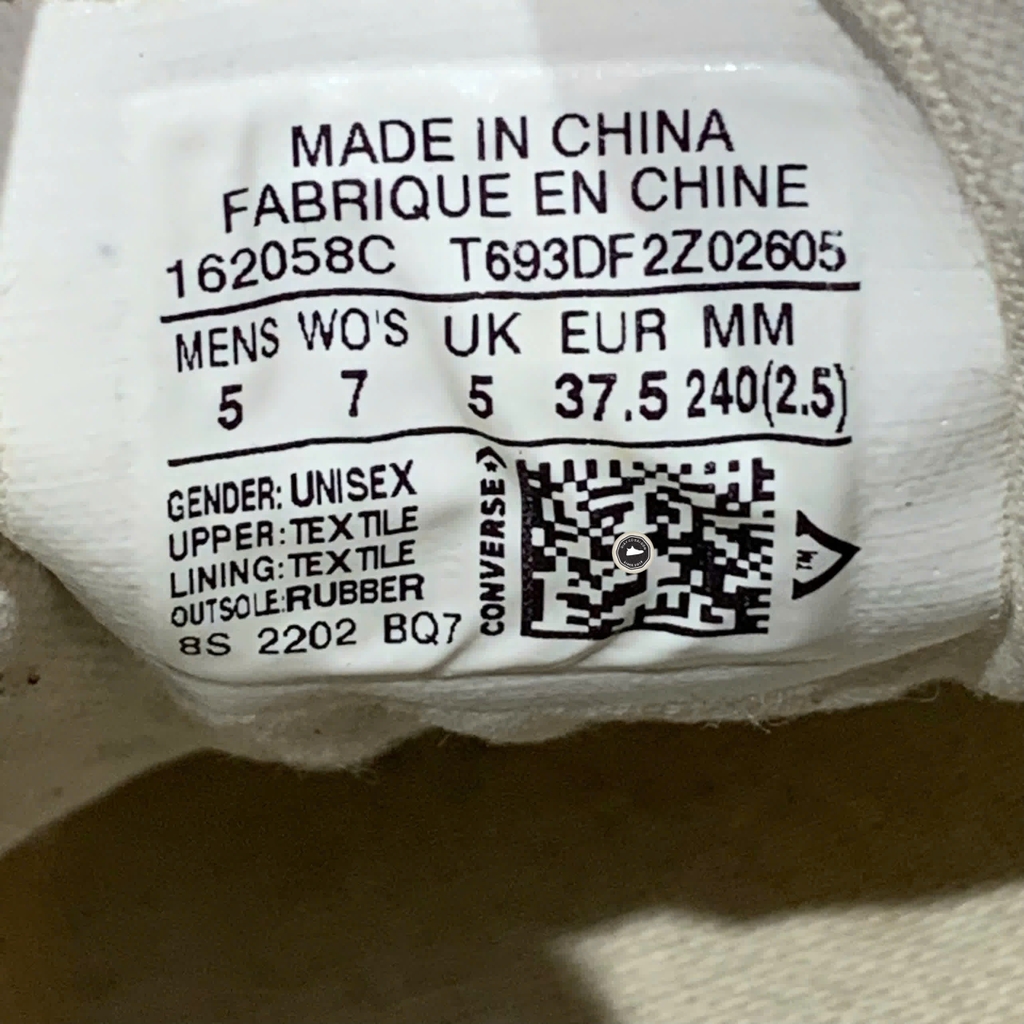 MADE IN CHINA
FABRIQUE EN CHINE
162058C T693DF2Z02605
MENS WO'S UK EUR MM
5 7 5 37.5 240(2.5)
GENDER: UNISEX
UPPER: TEXTILE
LINING: TEXTILE
OUTSOLE:RUBBER
8S 2202 BQ7
CONVERSE